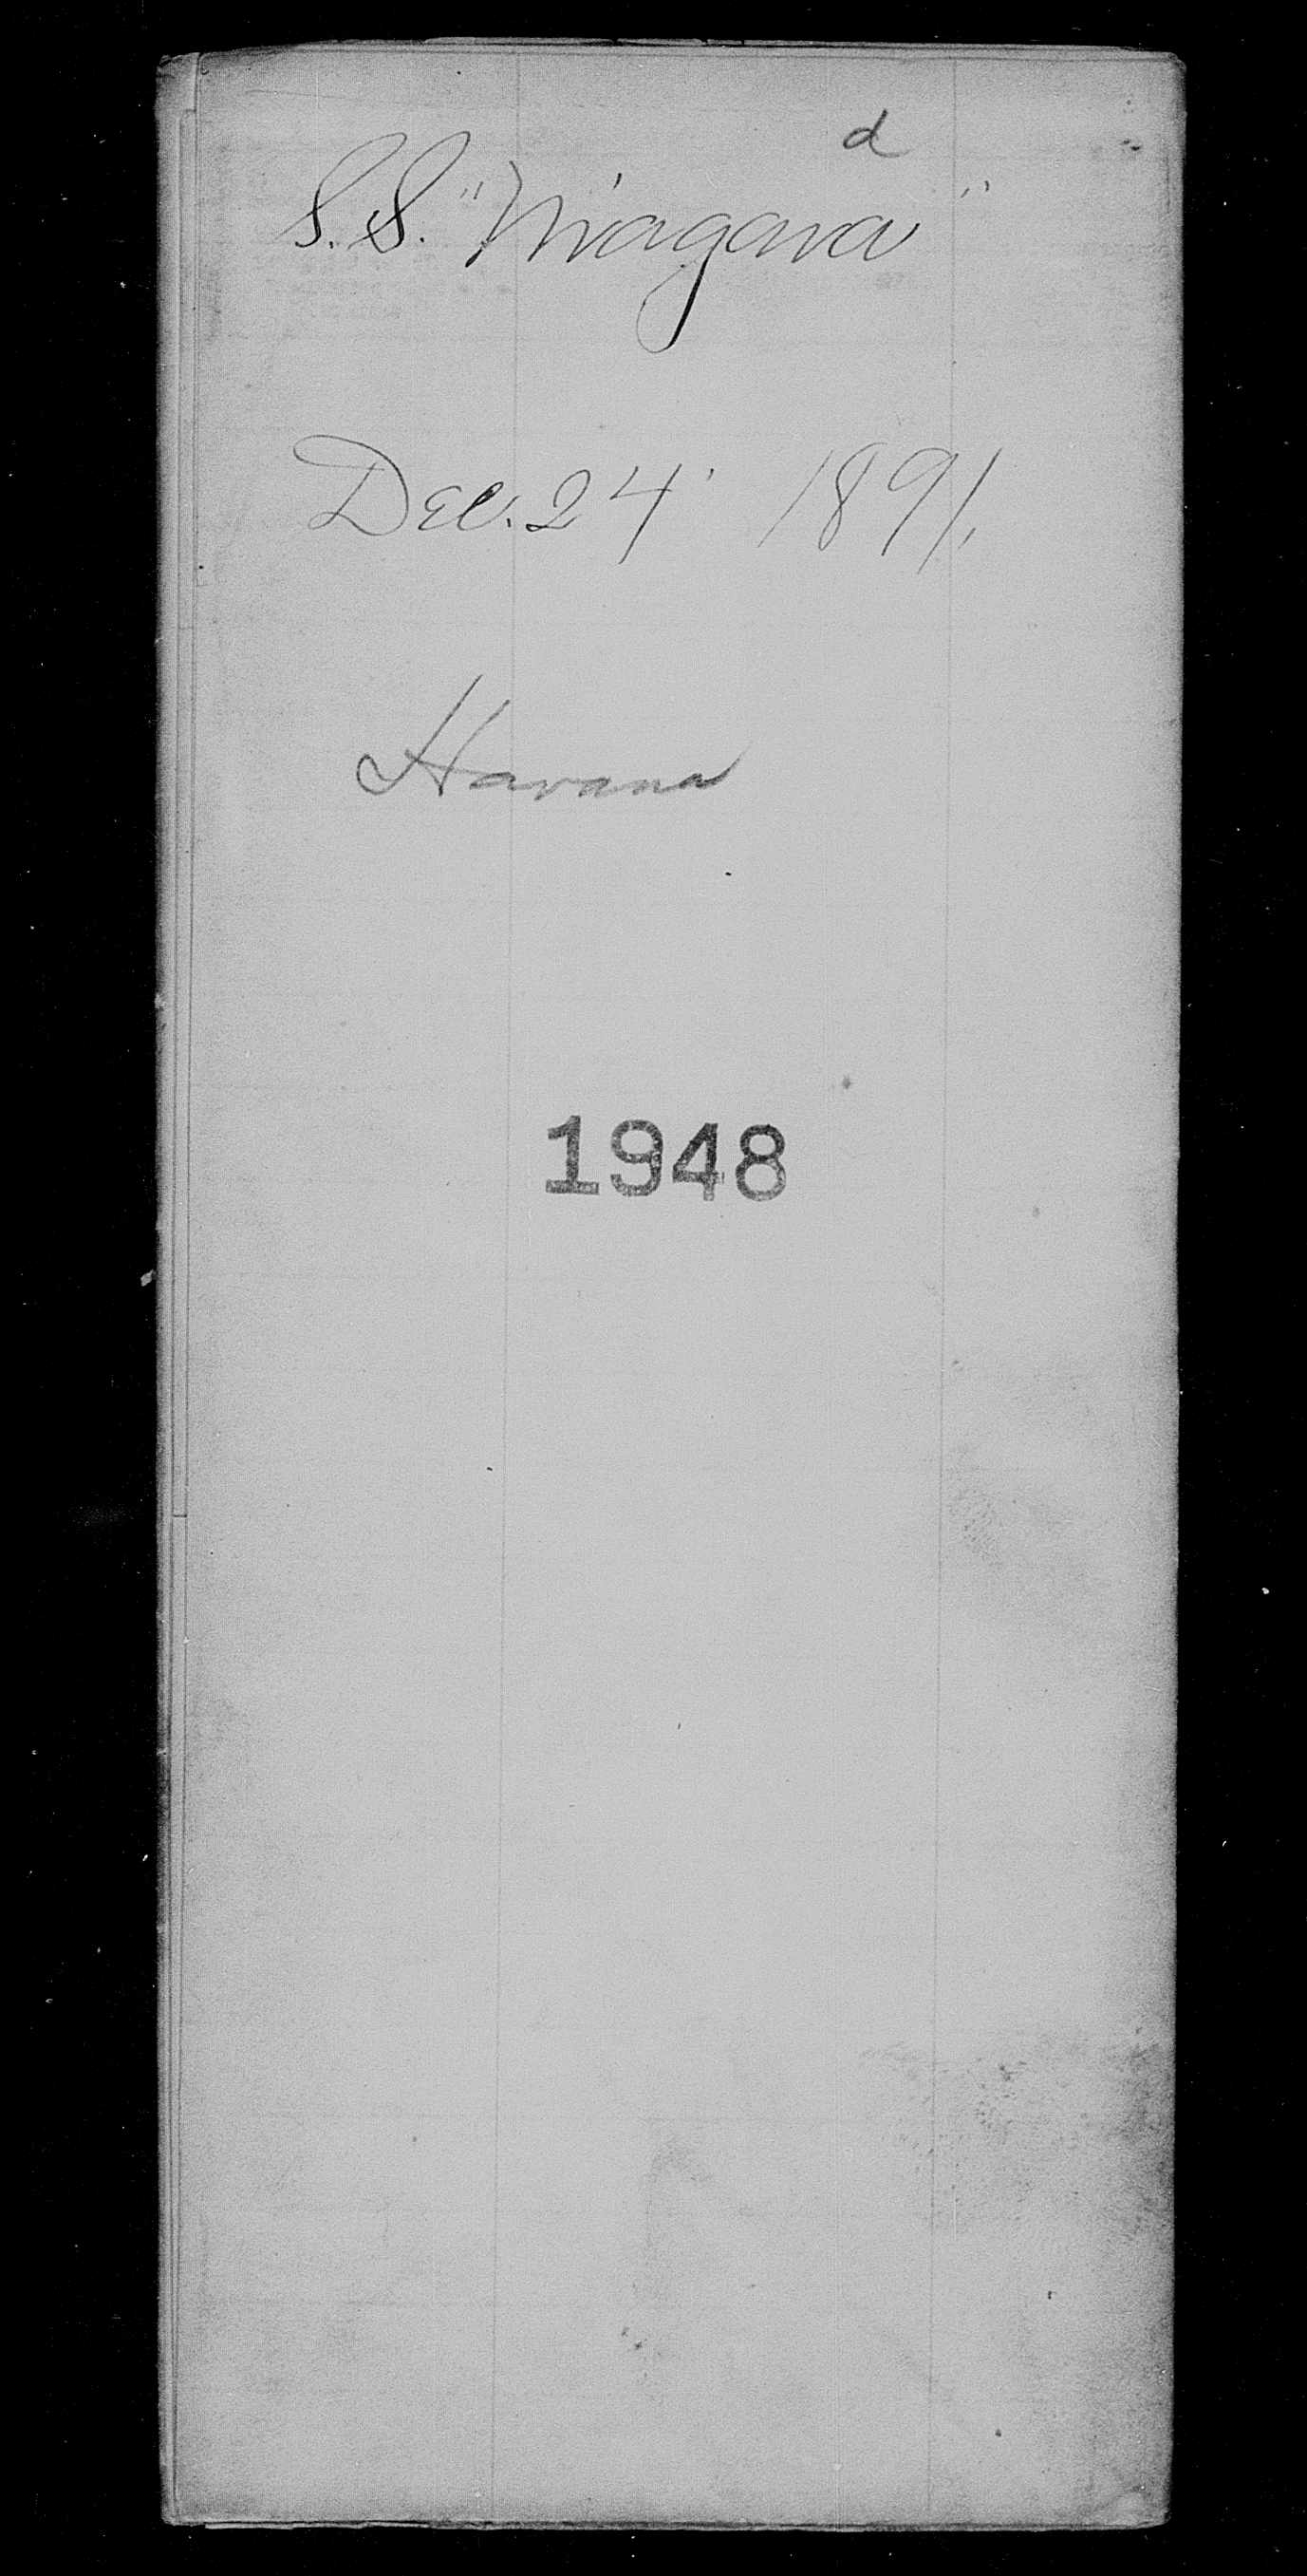 d
S.S. "Niagara"
Dec. 24' 1891,
Havana
1948